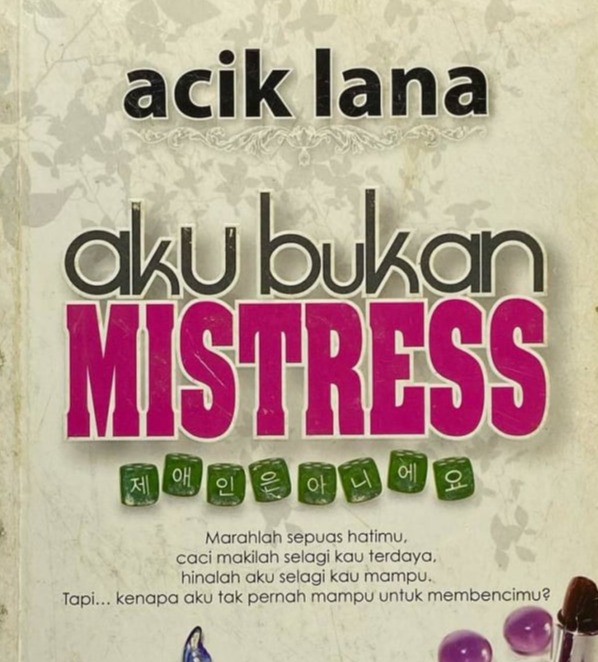 acik lana
aku bukan
MISTRESS
제애인은아니에요
Marahlah sepuas hatimu,
caci makilah selagi kau terdaya,
hinalah aku selagi kau mampu.
Tapi... kenapa aku tak pernah mampu untuk membencimu?